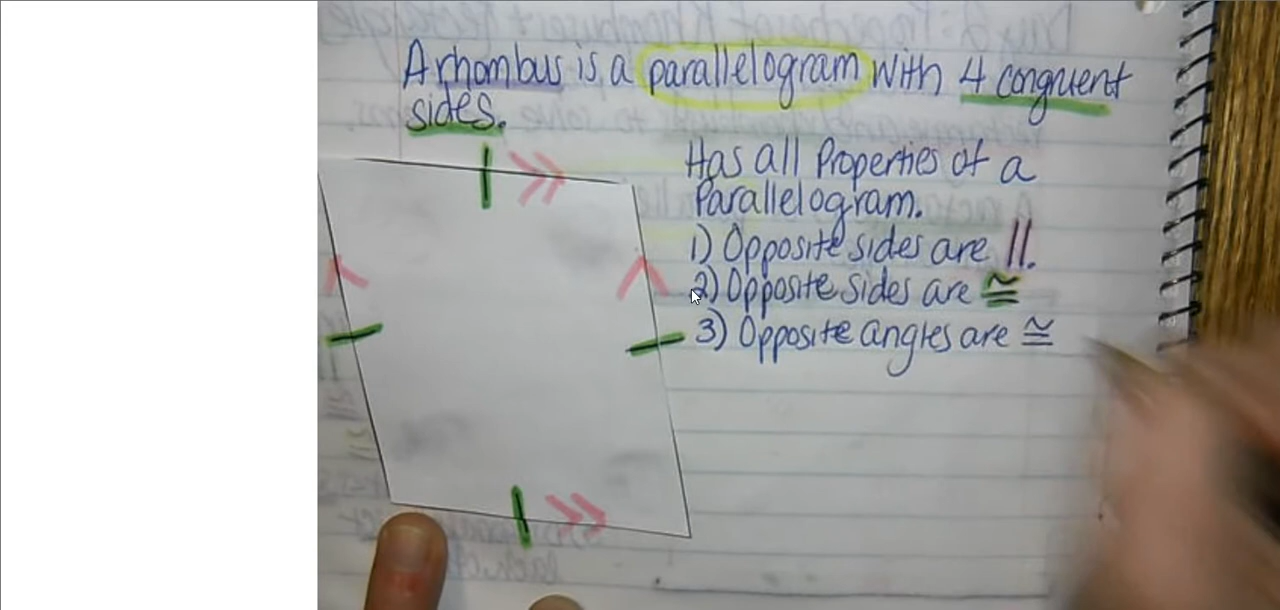 A rhombus is a parallelogram with 4 congruent
sides.
Has all Properties of a
Parallelogram.
1) Opposite sides are ||.
2) Opposite sides are ≅
3) Opposite angles are ≅